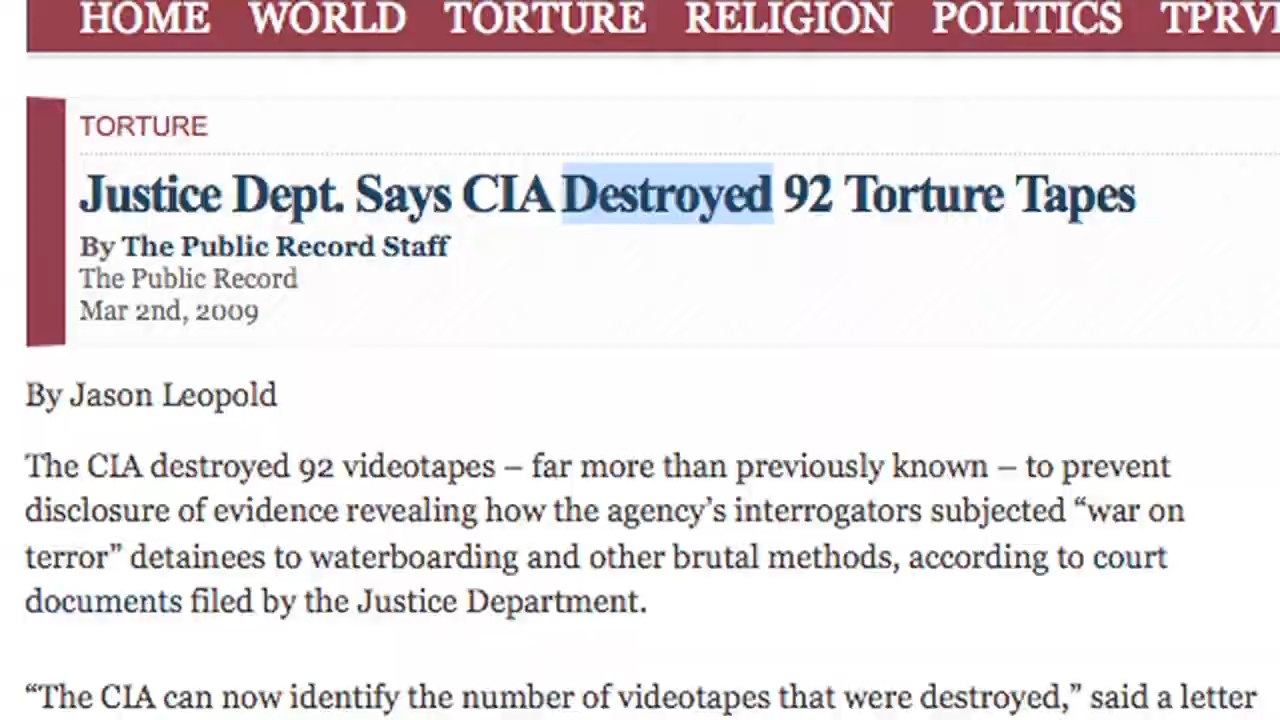 HOME WORLD TORTURE RELIGION POLITICS
TORTURE
Justice Dept. Says CIA Destroyed 92 Torture Tapes
By The Public Record Staff
The Public Record
Mar 2nd, 2009
By Jason Leopold
The CIA destroyed 92 videotapes – far more than previously known – to prevent
disclosure of evidence revealing how the agency’s interrogators subjected “war on
terror” detainees to waterboarding and other brutal methods, according to court
documents filed by the Justice Department.
“The CIA can now identify the number of videotapes that were destroyed,” said a letter